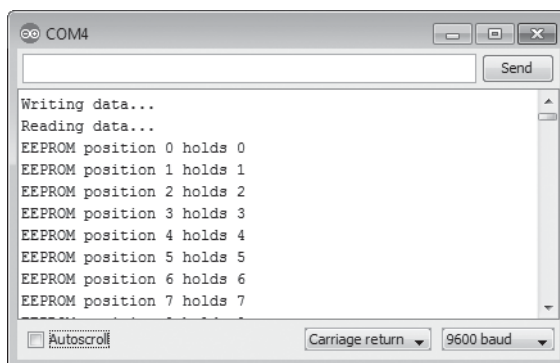 COM4
Send
Writing data...
Reading data...
EEPROM position 0 holds 0
EEPROM position 1 holds 1
EEPROM position 2 holds 2
EEPROM position 3 holds 3
EEPROM position 4 holds 4
EEPROM position 5 holds 5
EEPROM position 6 holds 6
EEPROM position 7 holds 7
Autoscroll Carriage return 9600 baud